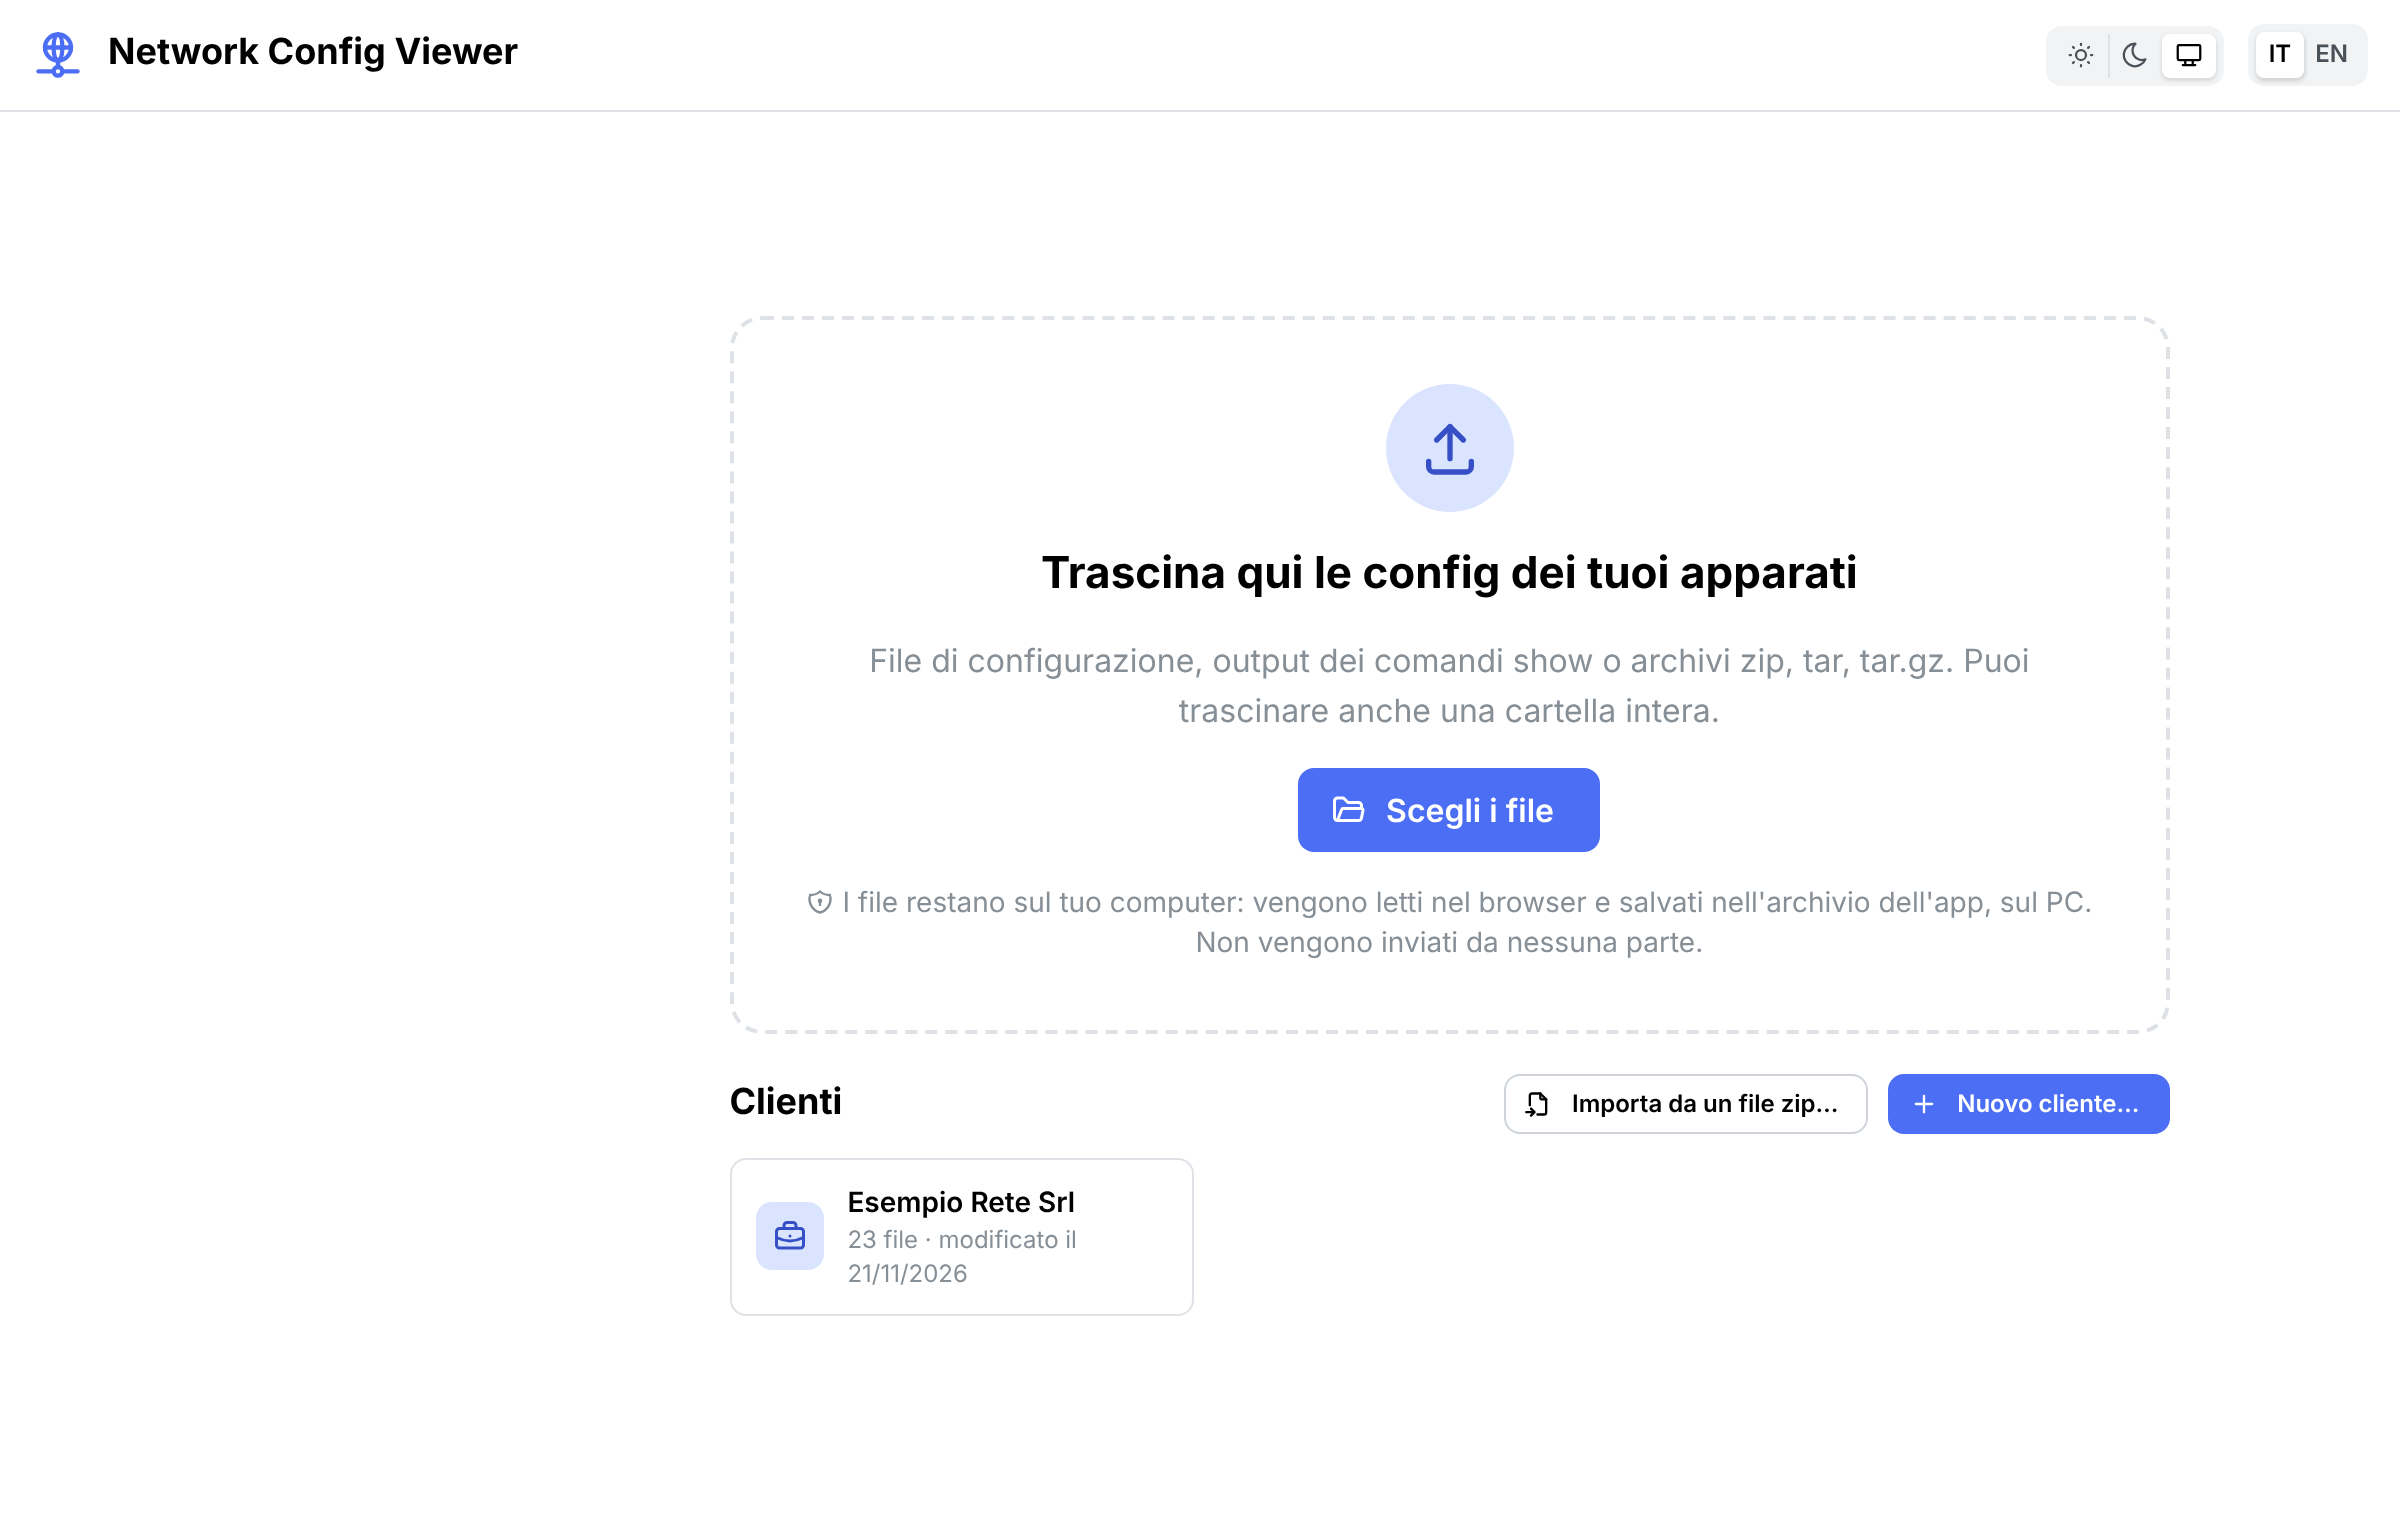 Network Config Viewer
IT EN
Trascina qui le config dei tuoi apparati
File di configurazione, output dei comandi show o archivi zip, tar, tar.gz. Puoi
trascinare anche una cartella intera.
Scegli i file
I file restano sul tuo computer: vengono letti nel browser e salvati nell'archivio dell'app, sul PC.
Non vengono inviati da nessuna parte.
Clienti
Importa da un file zip...
Nuovo cliente...
Esempio Rete Srl
23 file · modificato il
21/11/2026